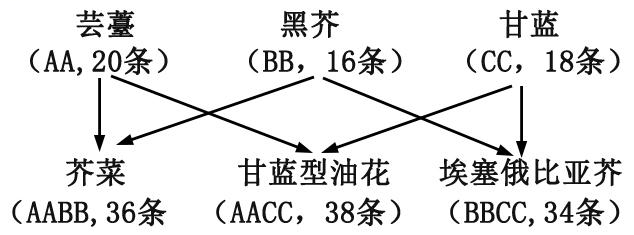 芸薹 黑芥 甘蓝
（AA,20条） （BB，16条） （CC，18条）
芥菜 甘蓝型油花 埃塞俄比亚芥
（AABB,36条 （AACC，38条） （BBCC,34条）